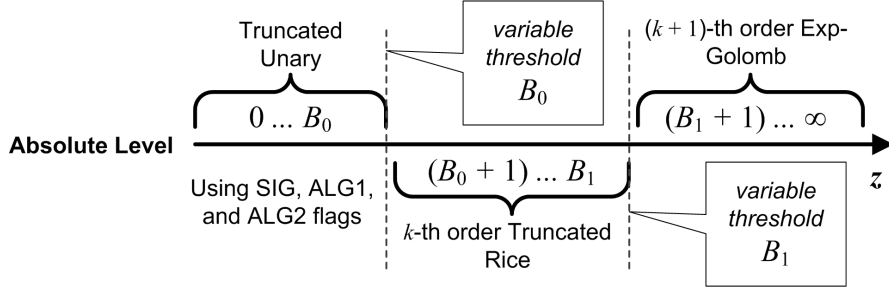 Truncated
Unary
0 ... B₀
variable
threshold
B₀
(k + 1)-th order Exp-
Golomb
(B₁ + 1) ... ∞
Absolute Level
z
Using SIG, ALG1,
and ALG2 flags
(B₀ + 1) ... B₁
k-th order Truncated
Rice
variable
threshold
B₁